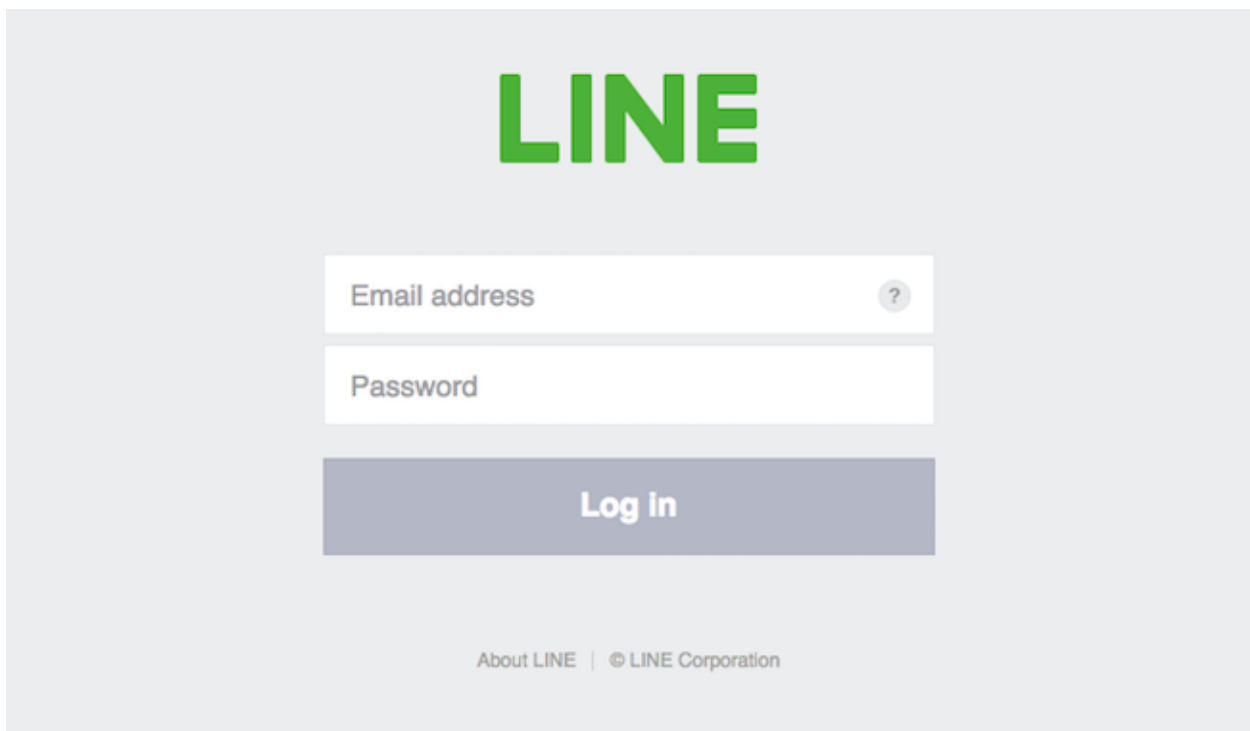 LINE
Email address ?
Password
Log in
About LINE | © LINE Corporation